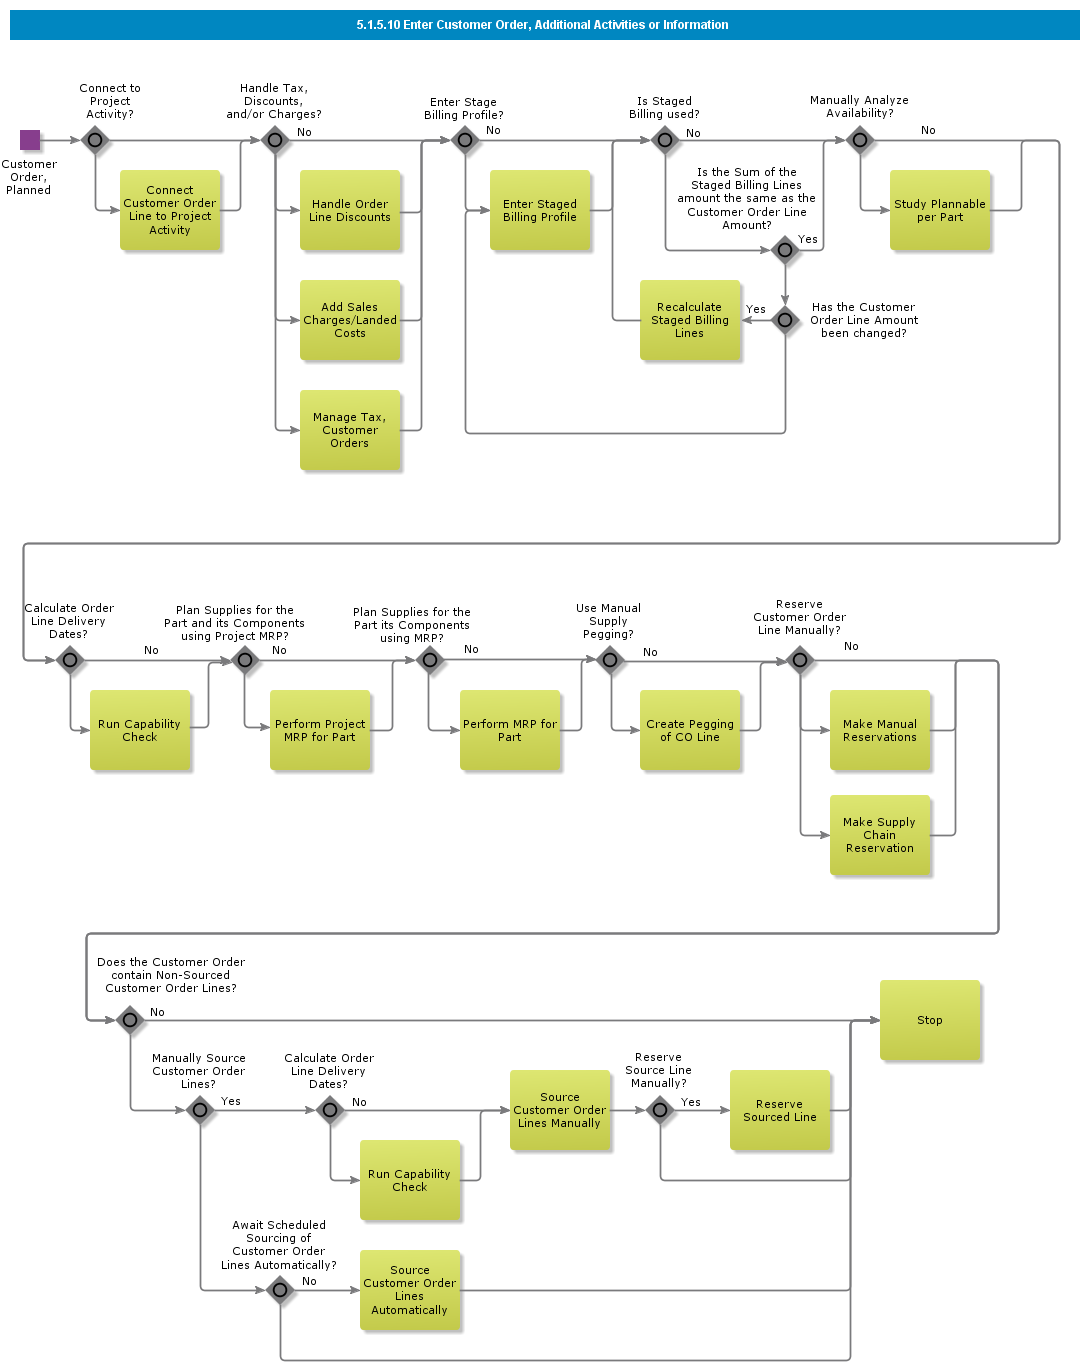 5.1.5.10 Enter Customer Order, Additional Activities or Information
Connect to
Project
Activity?
Handle Tax,
Discounts,
and/or Charges?
No
Enter Stage
Billing Profile?
No
Is Staged
Billing used?
No
Manually Analyze
Availability?
No
Customer
Order,
Planned
Connect
Customer Order
Line to Project
Activity
Handle Order
Line Discounts
Enter Staged
Billing Profile
Is the Sum of the
Staged Billing Lines
amount the same as the
Customer Order Line
Amount?
Yes
Study Plannable
per Part
Add Sales
Charges/Landed
Costs
Recalculate
Staged Billing
Lines
Yes
Has the Customer
Order Line Amount
been changed?
Manage Tax,
Customer
Orders
Calculate Order
Line Delivery
Dates?
No
Plan Supplies for the
Part and its Components
using Project MRP?
No
Plan Supplies for the
Part its Components
using MRP?
No
Use Manual
Supply
Pegging?
No
Reserve
Customer Order
Line Manually?
No
Run Capability
Check
Perform Project
MRP for Part
Perform MRP for
Part
Create Pegging
of CO Line
Make Manual
Reservations
Make Supply
Chain
Reservation
Does the Customer Order
contain Non-Sourced
Customer Order Lines?
No
Stop
Manually Source
Customer Order
Lines?
Yes
Calculate Order
Line Delivery
Dates?
No
Source
Customer Order
Lines Manually
Reserve
Source Line
Manually?
Yes
Reserve
Sourced Line
Run Capability
Check
Await Scheduled
Sourcing of
Customer Order
Lines Automatically?
No
Source
Customer Order
Lines
Automatically